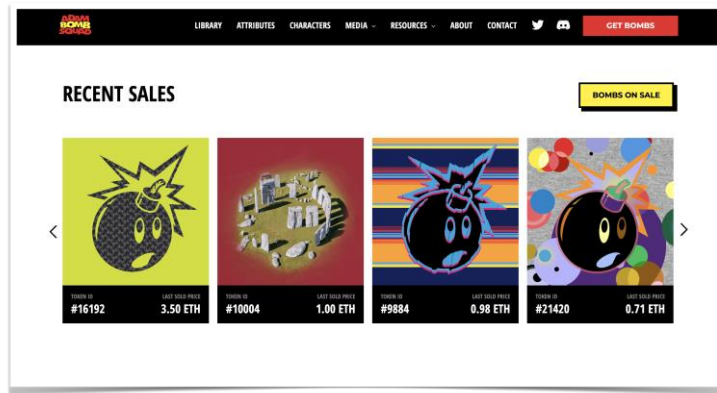 ADAM
BOMB
SQUAD
LIBRARY ATTRIBUTES CHARACTERS MEDIA RESOURCES ABOUT CONTACT GET BOMBS
RECENT SALES
BOMBS ON SALE
TOKEN ID LAST SOLD PRICE
#16192 3.50 ETH
TOKEN ID LAST SOLD PRICE
#10004 1.00 ETH
TOKEN ID LAST SOLD PRICE
#9884 0.98 ETH
TOKEN ID LAST SOLD PRICE
#21420 0.71 ETH